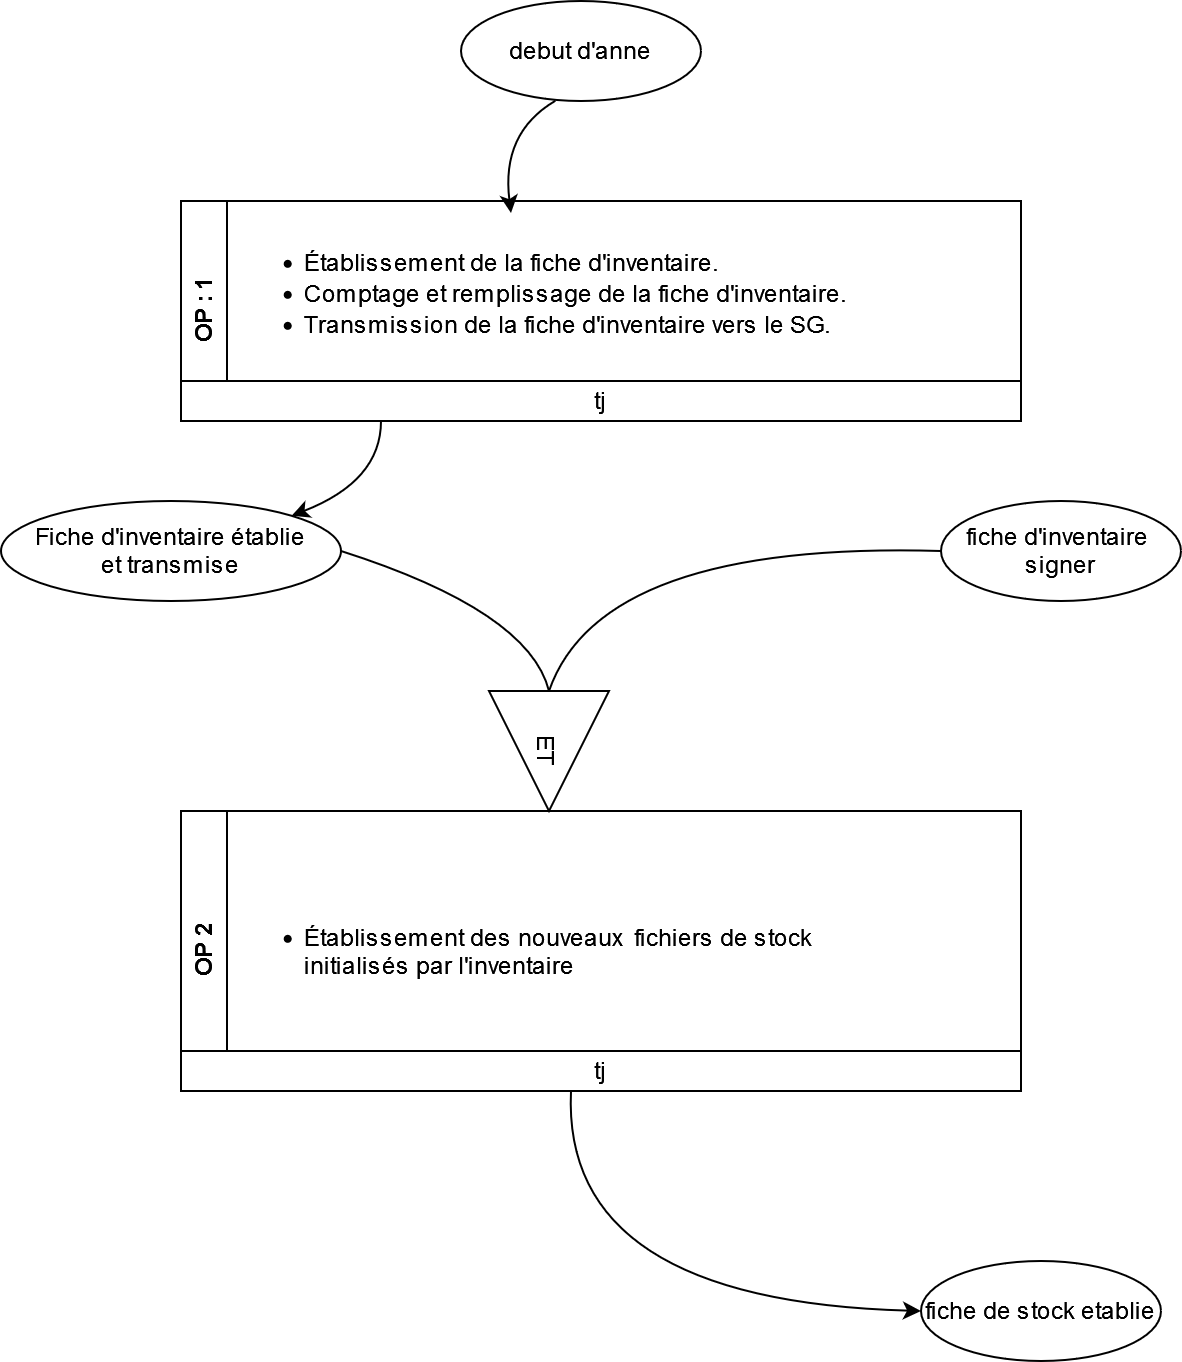 debut d'anne
OP : 1
• Établissement de la fiche d'inventaire.
• Comptage et remplissage de la fiche d'inventaire.
• Transmission de la fiche d'inventaire vers le SG.
tj
Fiche d'inventaire établie
et transmise
fiche d'inventaire
signer
ET
OP 2
• Établissement des nouveaux fichiers de stock
initialisés par l'inventaire
tj
fiche de stock etablie